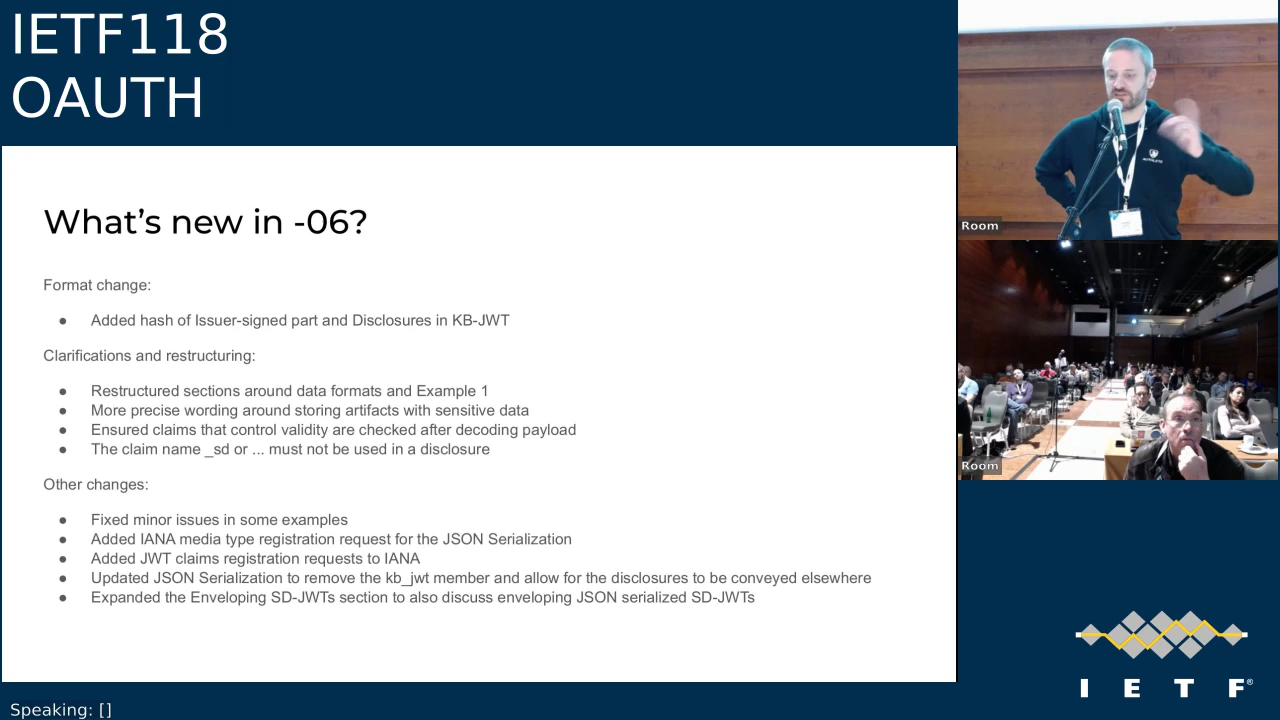 IETF118
OAUTH
What's new in -06?
Format change:
● Added hash of Issuer-signed part and Disclosures in KB-JWT
Clarifications and restructuring:
● Restructured sections around data formats and Example 1
● More precise wording around storing artifacts with sensitive data
● Ensured claims that control validity are checked after decoding payload
● The claim name _sd or ... must not be used in a disclosure
Other changes:
● Fixed minor issues in some examples
● Added IANA media type registration request for the JSON Serialization
● Added JWT claims registration requests to IANA
● Updated JSON Serialization to remove the kb_jwt member and allow for the disclosures to be conveyed elsewhere
● Expanded the Enveloping SD-JWTs section to also discuss enveloping JSON serialized SD-JWTs
Room
Room
I E T F®
Speaking: []